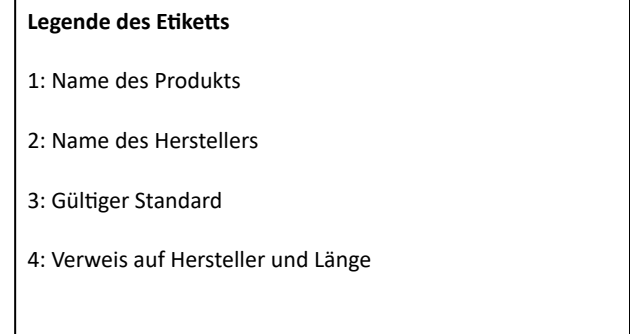 Legende des Etiketts
1: Name des Produkts
2: Name des Herstellers
3: Gültiger Standard
4: Verweis auf Hersteller und Länge